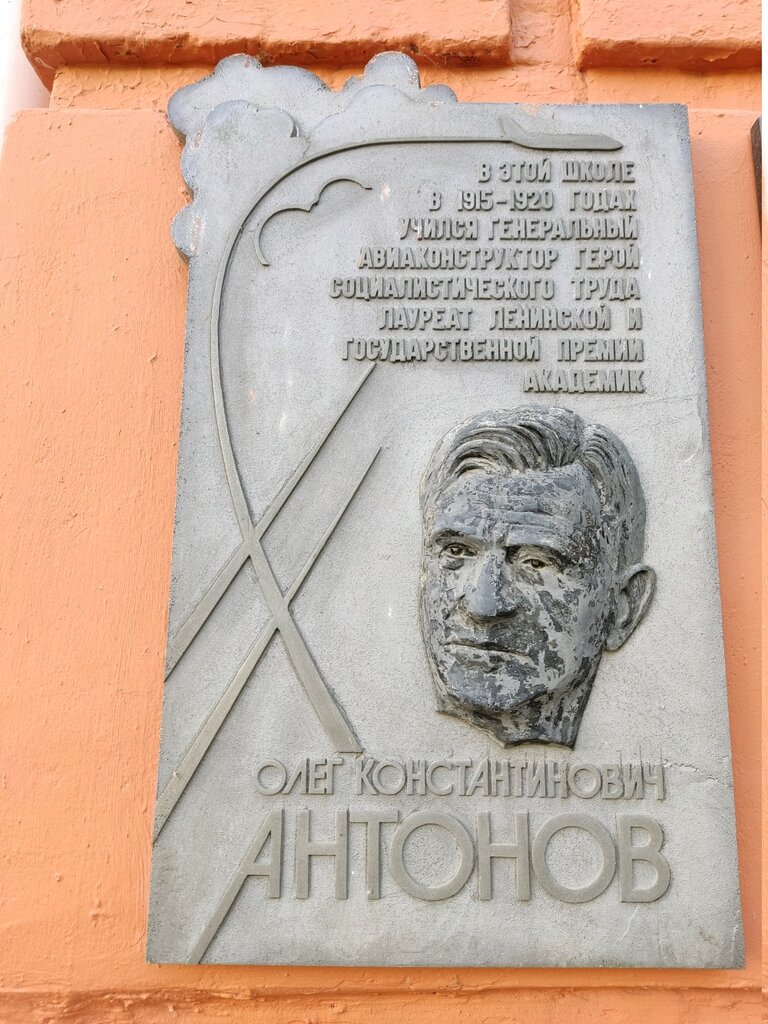 В ЭТОЙ ШКОЛЕ
В 1915-1920 ГОДАХ
УЧИЛСЯ ГЕНЕРАЛЬНЫЙ
АВИАКОНСТРУКТОР ГЕРОЙ
СОЦИАЛИСТИЧЕСКОГО ТРУДА
ЛАУРЕАТ ЛЕНИНСКОЙ И
ГОСУДАРСТВЕННОЙ ПРЕМИИ
АКАДЕМИК
ОЛЕГ КОНСТАНТИНОВИЧ
АНТОНОВ